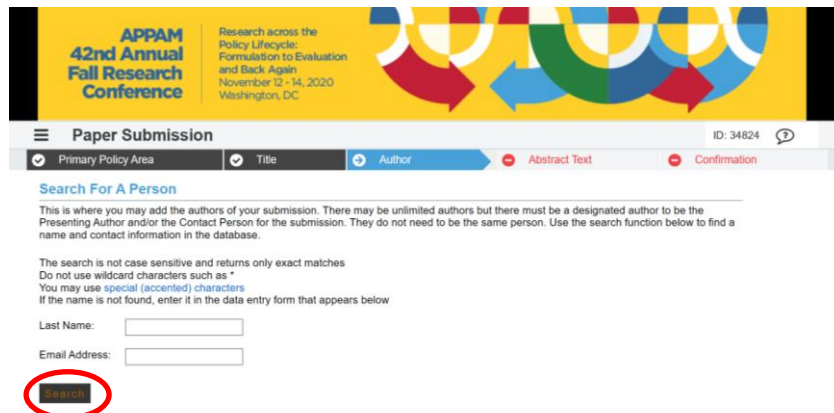 APPAM
42nd Annual
Fall Research
Conference
Research across the
Policy Lifecycle:
Formulation to Evaluation
and Back Again
November 12 - 14, 2020
Washington, DC
Paper Submission
ID: 34824
?
Primary Policy Area
Title
Author
Abstract Text
Confirmation
Search For A Person
This is where you may add the authors of your submission. There may be unlimited authors but there must be a designated author to be the
Presenting Author and/or the Contact Person for the submission. They do not need to be the same person. Use the search function below to find a
name and contact information in the database.
The search is not case sensitive and returns only exact matches
Do not use wildcard characters such as *
You may use special (accented) characters
If the name is not found, enter it in the data entry form that appears below
Last Name:
Email Address:
Search